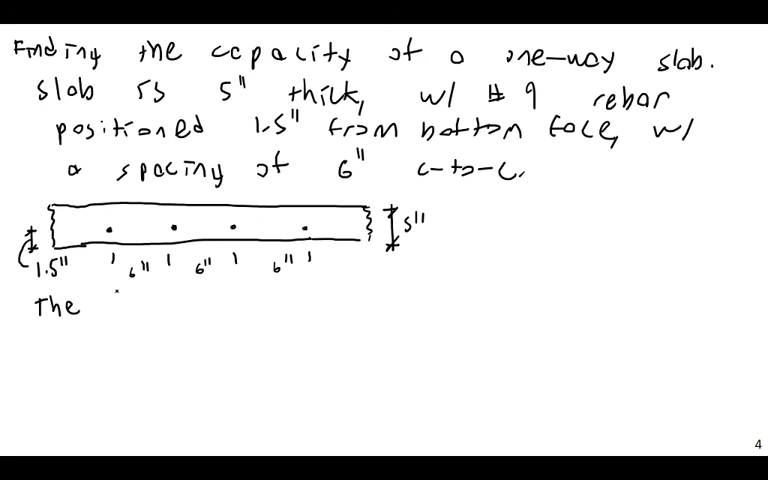 Finding the capacity of a one-way slab.
slab is 5" thick, w/ #9 rebar
positioned 1.5" from bottom face, w/
a spacing of 6" c-to-c.
5"
1.5" 6" 6" 6"
The
4